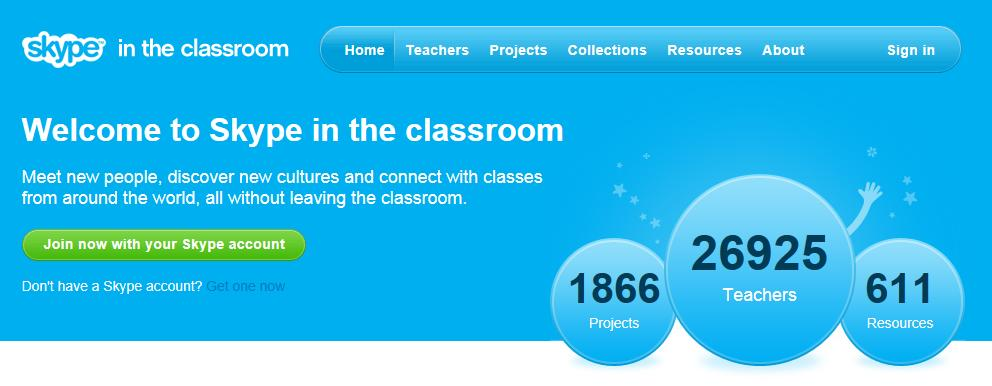 skype™ in the classroom
Home Teachers Projects Collections Resources About Sign in
Welcome to Skype in the classroom
Meet new people, discover new cultures and connect with classes
from around the world, all without leaving the classroom.
Join now with your Skype account
Don't have a Skype account? Get one now
1866
Projects
26925
Teachers
611
Resources